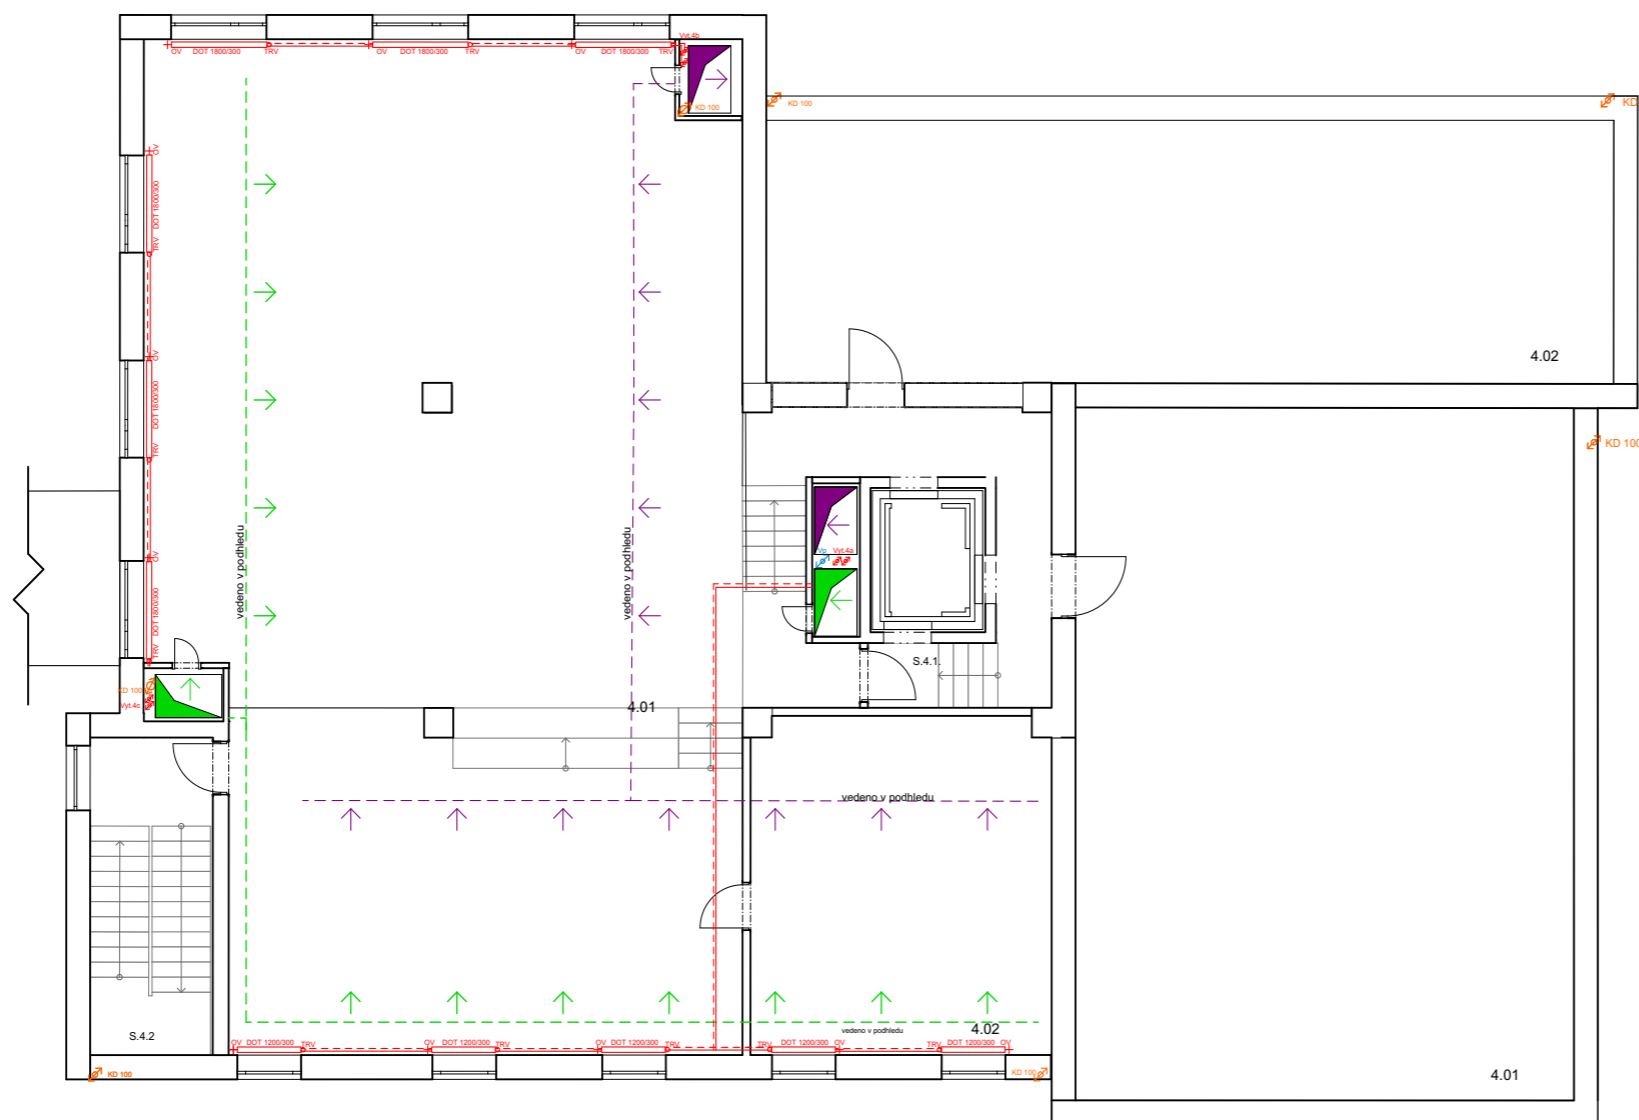 Vyt.4b
OV DOT 1800/300 TRV OV DOT 1800/300 TRV OV DOT 1800/300 TRV
KD 100
KD 100
KD
OV
DOT 1800/300
TRV
OV
DOT 1800/300
TRV
OV
DOT 1800/300
TRV
4.02
KD 100
vedeno v podhledu
vedeno v podhledu
Vp Vyt.4a
S.4.1.
KD 100
Vyt.4c
4.01
vedeno v podhledu
vedeno v podhledu
4.02
S.4.2
OV DOT 1200/300 TRV OV DOT 1200/300 TRV OV DOT 1200/300 TRV TRV DOT 1200/300 OV TRV DOT 1200/300 OV
KD 100
KD 100
4.01